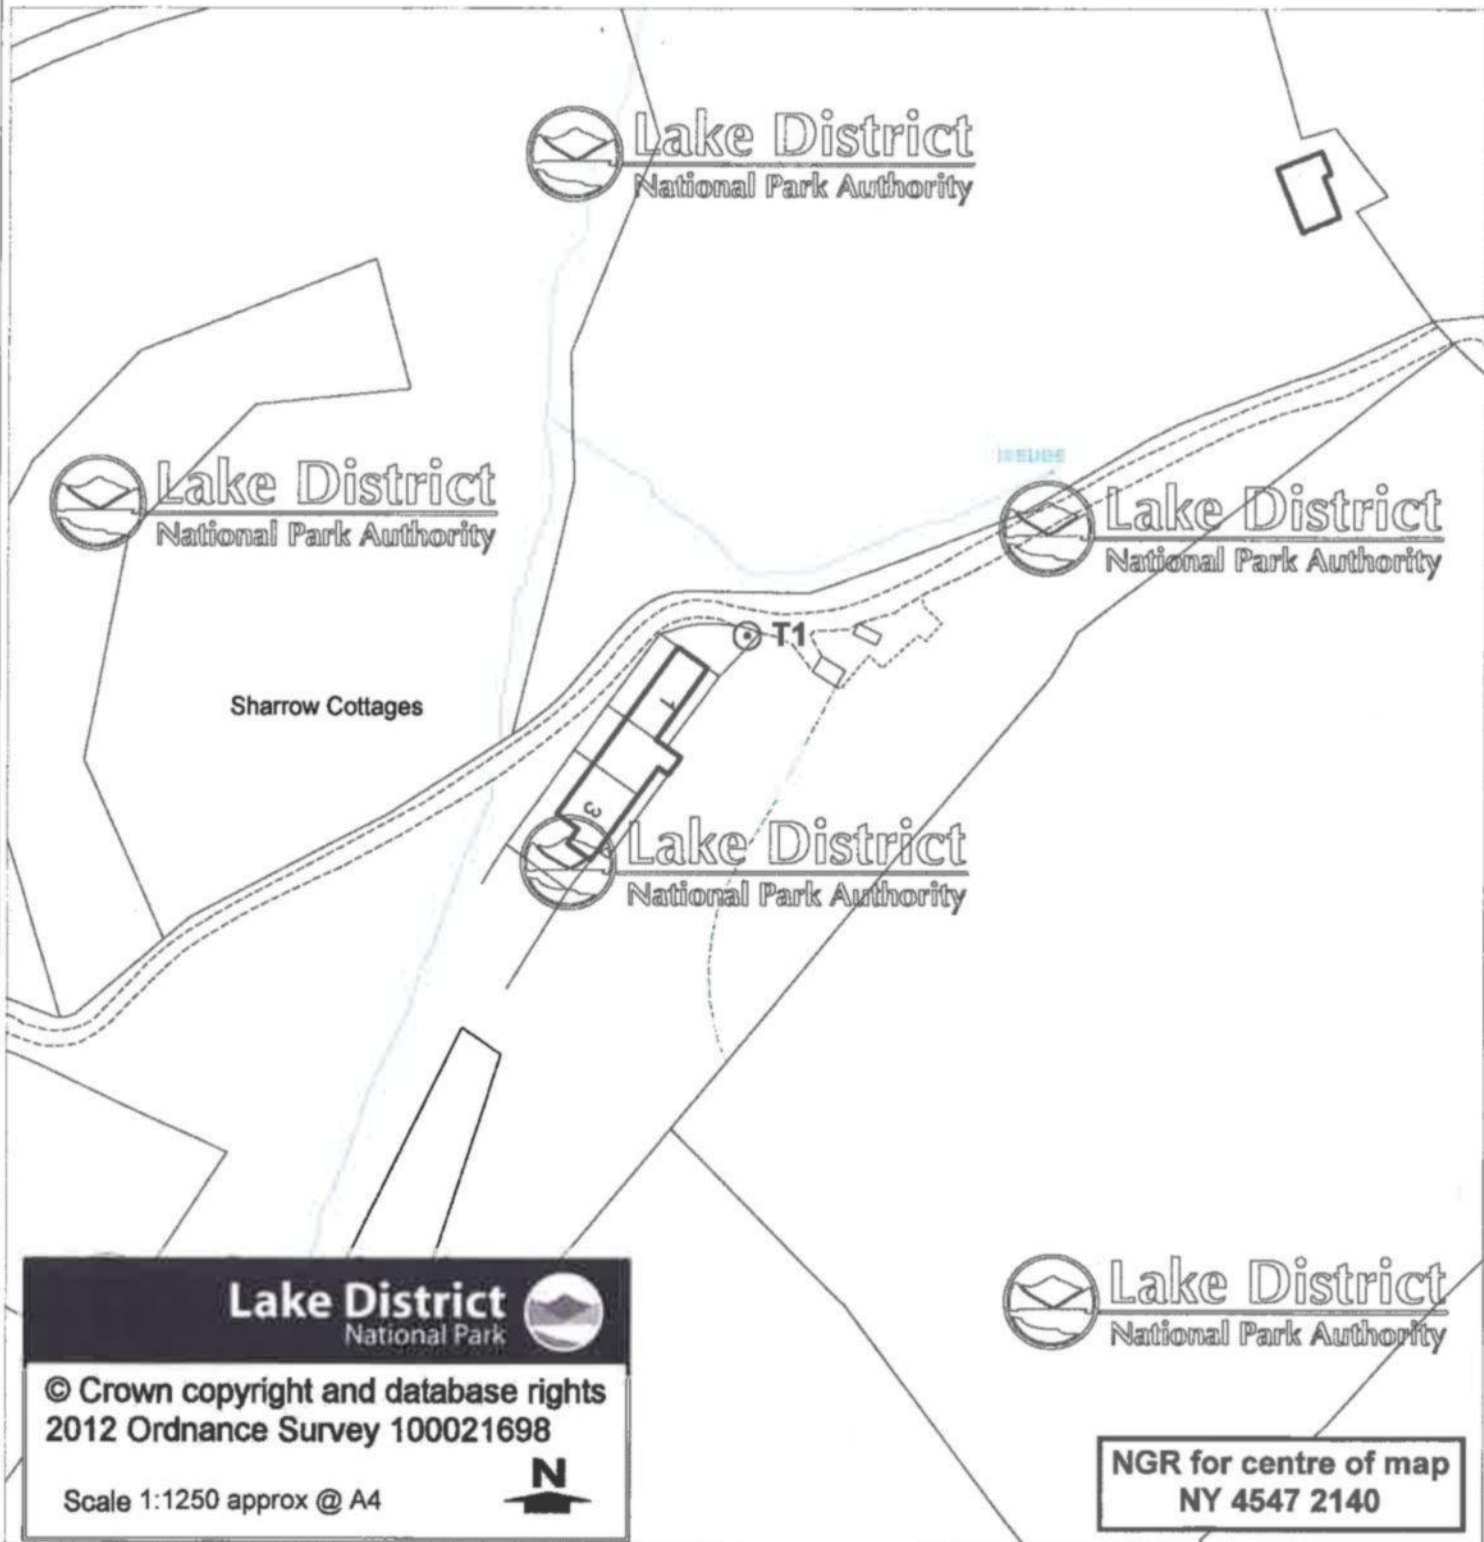 Lake District
National Park Authority
Lake District
National Park Authority
Issues
Lake District
National Park Authority
T1
Sharrow Cottages
1
3
Lake District
National Park Authority
Lake District
National Park
© Crown copyright and database rights
2012 Ordnance Survey 100021698
Scale 1:1250 approx @ A4
N
Lake District
National Park Authority
NGR for centre of map
NY 4547 2140